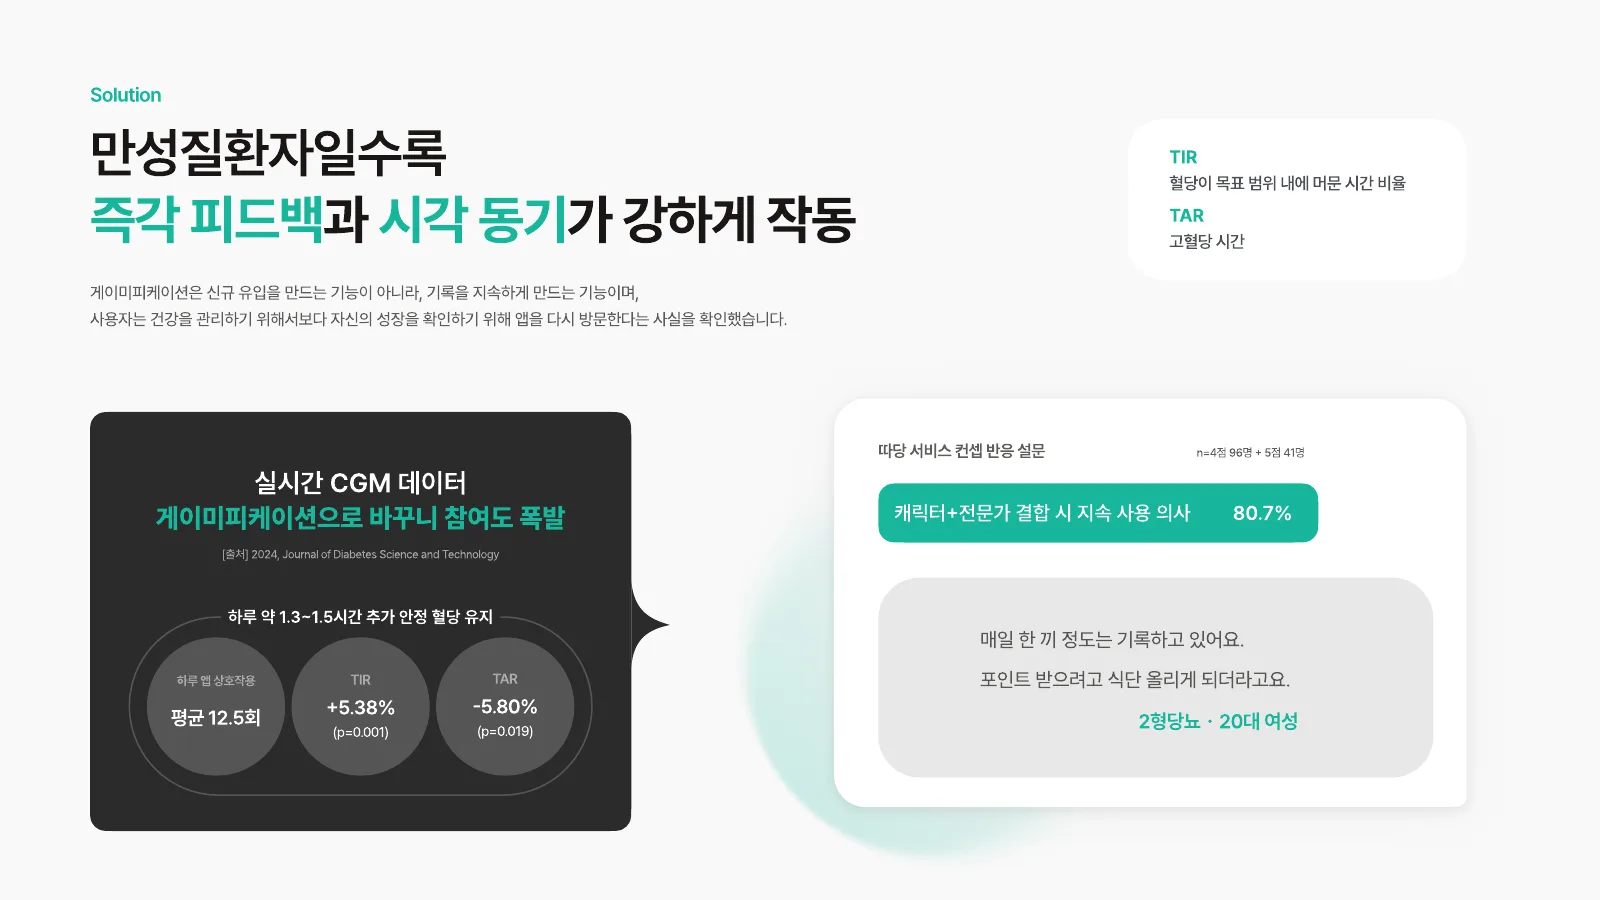 Solution
만성질환자일수록
즉각 피드백과 시각 동기가 강하게 작동
게이미피케이션은 신규 유입을 만드는 기능이 아니라, 기록을 지속하게 만드는 기능이며,
사용자는 건강을 관리하기 위해서보다 자신의 성장을 확인하기 위해 앱을 다시 방문한다는 사실을 확인했습니다.
TIR
혈당이 목표 범위 내에 머문 시간 비율
TAR
고혈당 시간
실시간 CGM 데이터
게이미피케이션으로 바꾸니 참여도 폭발
[출처] 2024, Journal of Diabetes Science and Technology
하루 약 1.3~1.5시간 추가 안정 혈당 유지
하루 앱 상호작용
평균 12.5회
TIR
+5.38%
(p=0.001)
TAR
-5.80%
(p=0.019)
따당 서비스 컨셉 반응 설문
n=4점 96명 + 5점 41명
캐릭터+전문가 결합 시 지속 사용 의사 80.7%
매일 한 끼 정도는 기록하고 있어요.
포인트 받으려고 식단 올리게 되더라고요.
2형당뇨 · 20대 여성